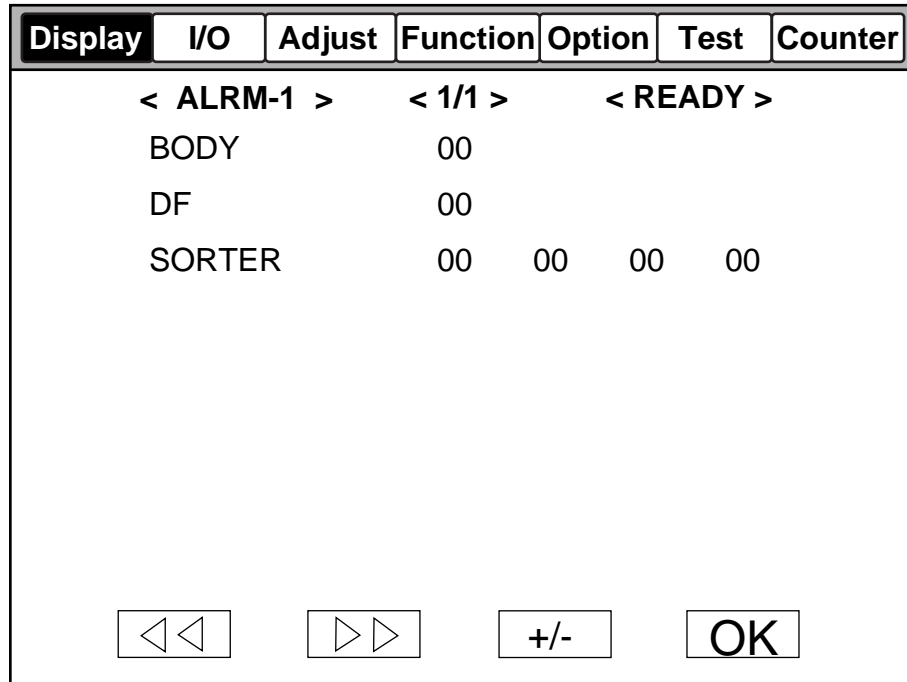 Display I/O Adjust Function Option Test Counter
< ALRM-1 > < 1/1 > < READY >
BODY 00
DF 00
SORTER 00 00 00 00
+/- OK